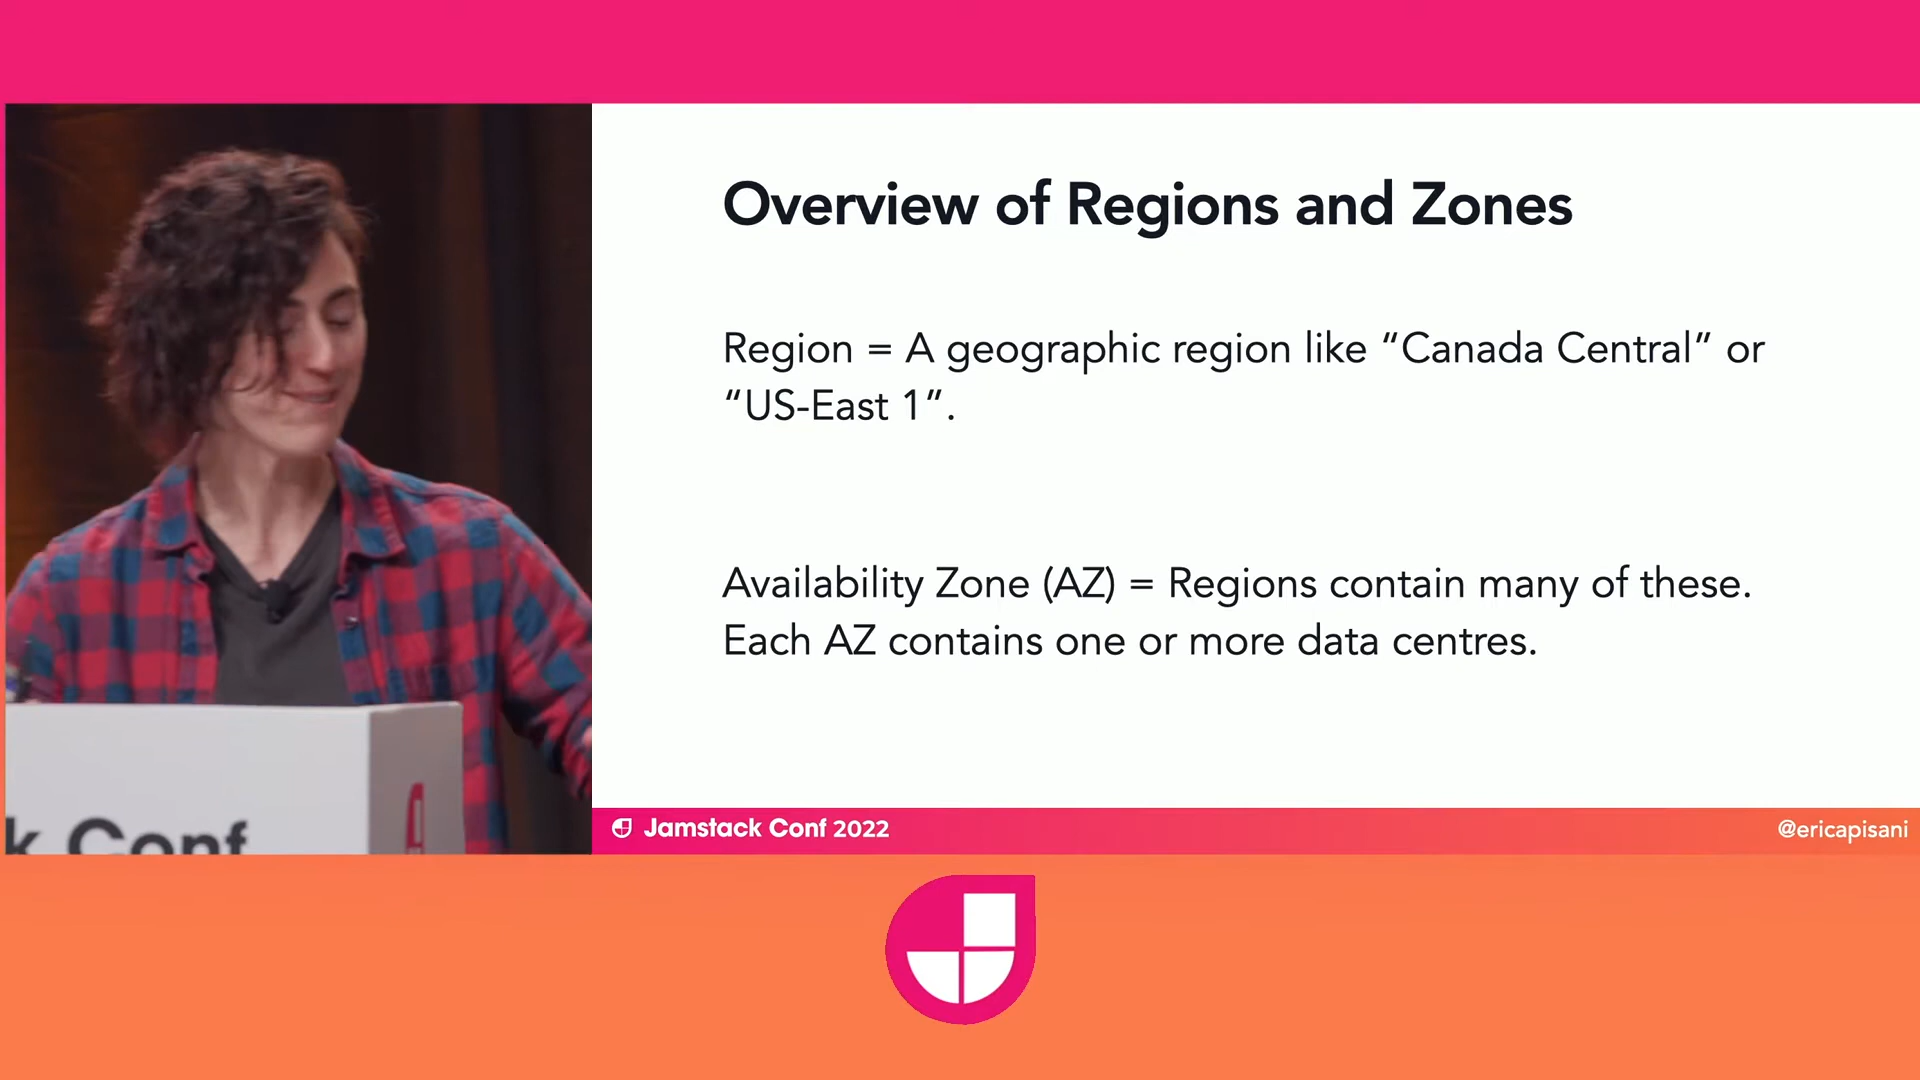 Overview of Regions and Zones
Region = A geographic region like “Canada Central” or
“US-East 1”.
Availability Zone (AZ) = Regions contain many of these.
Each AZ contains one or more data centres.
k Conf
Jamstack Conf 2022
@ericapisani